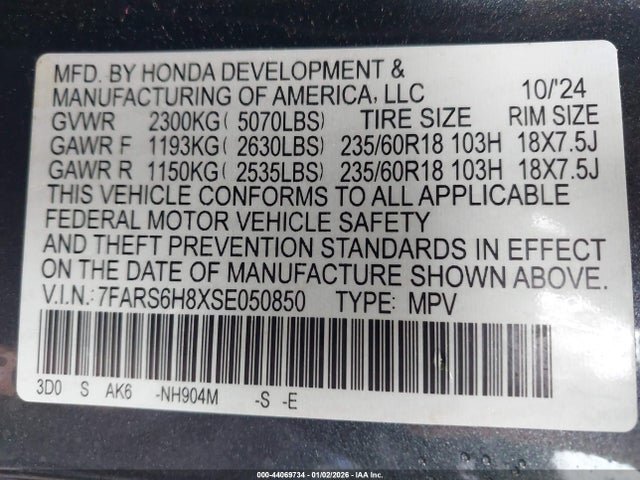 MFD. BY HONDA DEVELOPMENT &
MANUFACTURING OF AMERICA, LLC 10/'24
GVWR 2300KG( 5070LBS) TIRE SIZE RIM SIZE
GAWR F 1193KG( 2630LBS) 235/60R18 103H 18X7.5J
GAWR R 1150KG( 2535LBS) 235/60R18 103H 18X7.5J
THIS VEHICLE CONFORMS TO ALL APPLICABLE
FEDERAL MOTOR VEHICLE SAFETY
AND THEFT PREVENTION STANDARDS IN EFFECT
ON THE DATE OF MANUFACTURE SHOWN ABOVE.
V.I.N.:7FARS6H8XSE050850 TYPE: MPV
3D0 S AK6 -NH904M -S -E
000-44069734 - 01/02/2026 - IAA Inc.